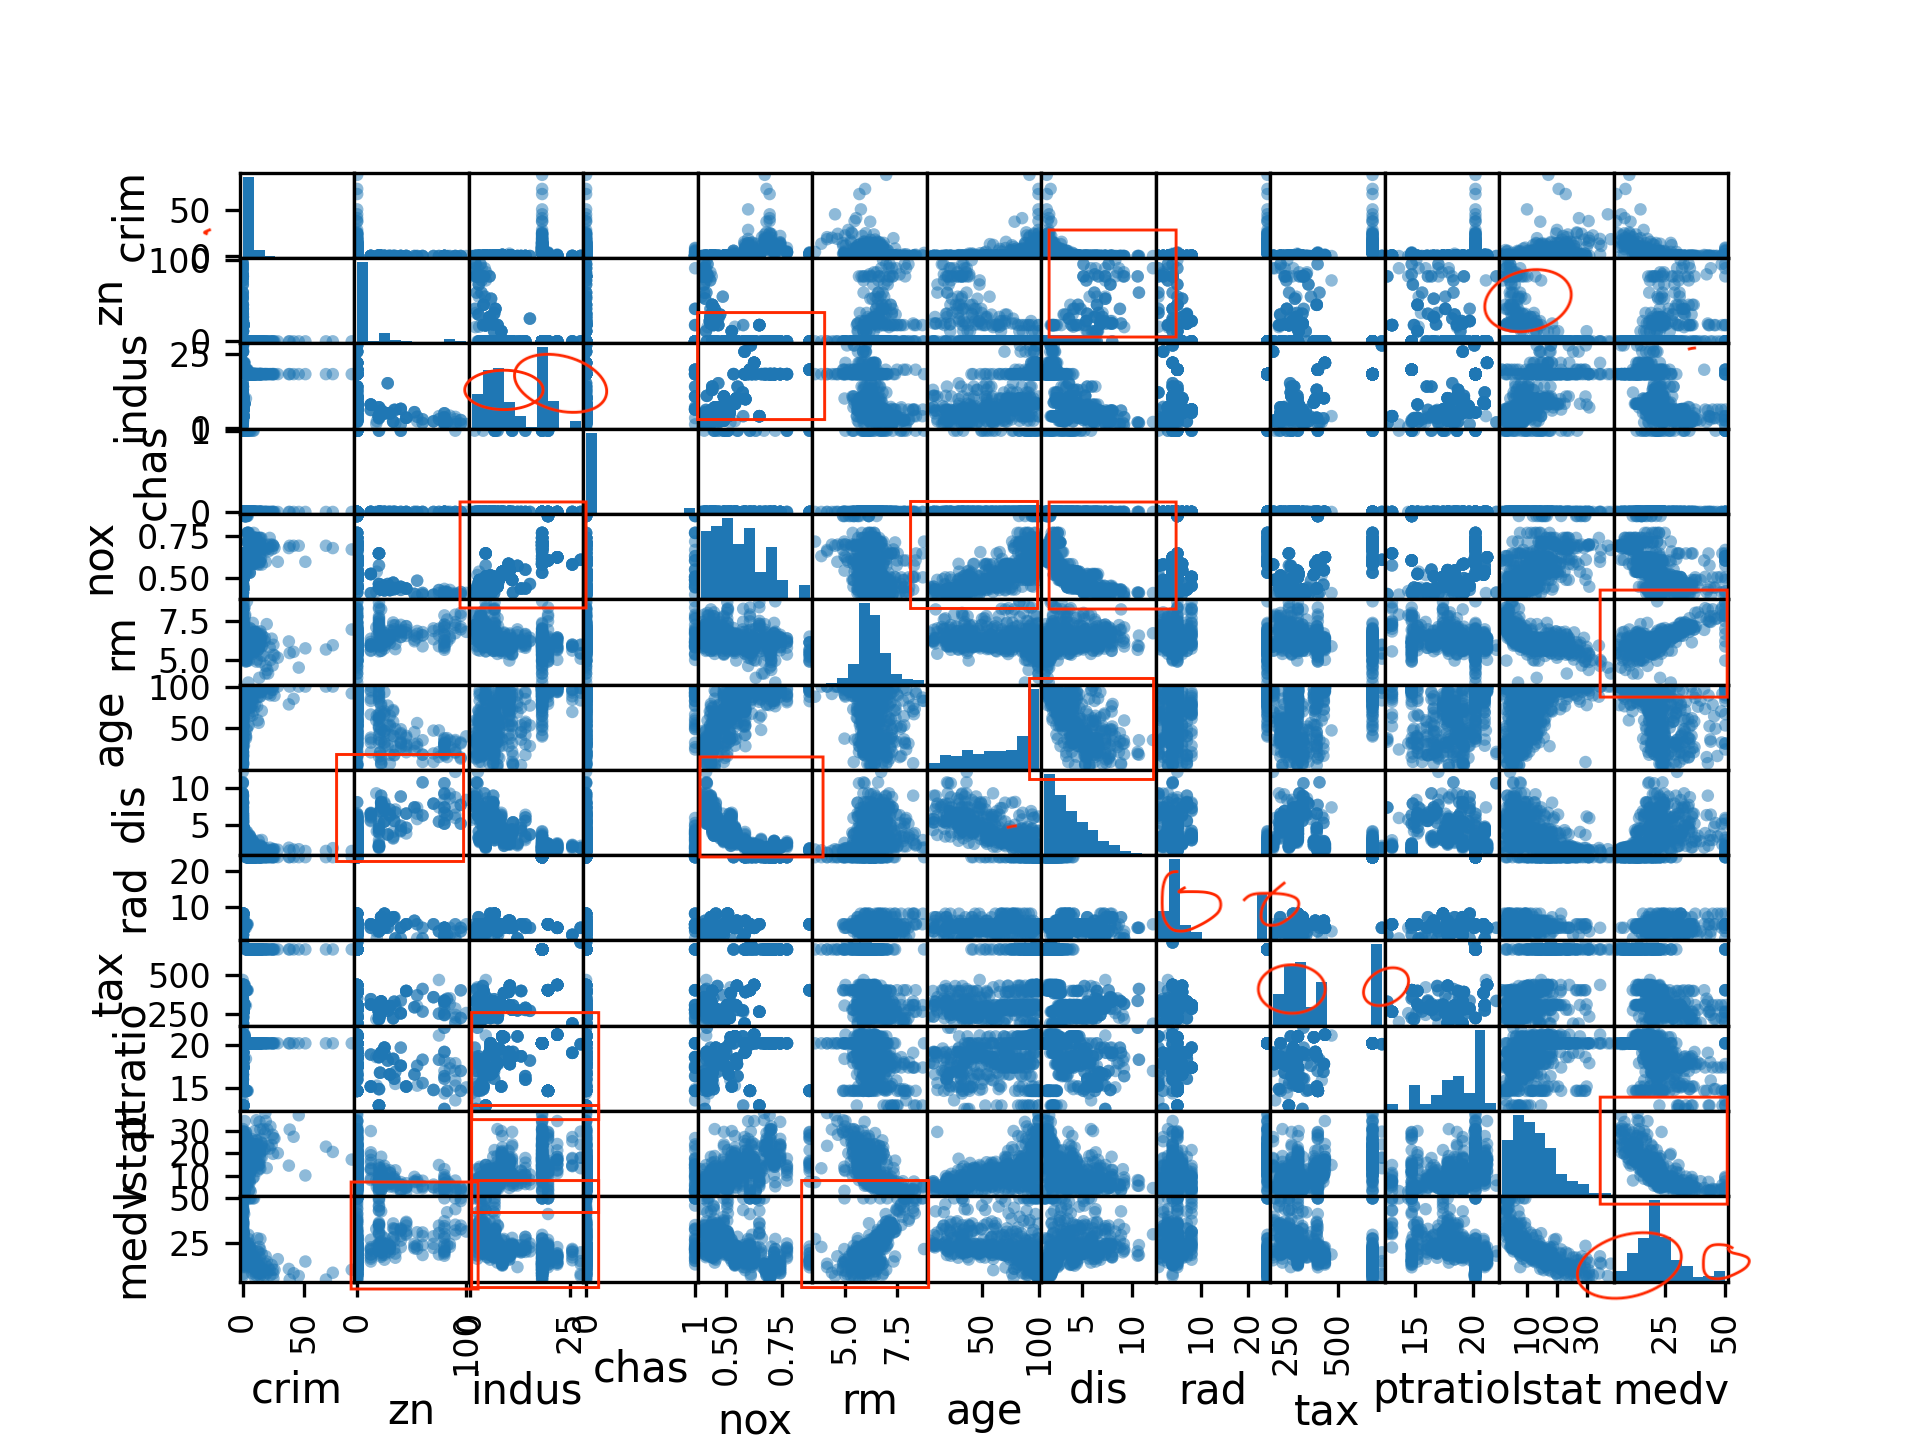 crim
50
0
zn
100
0
indus
25
0
chas
1
0
nox
0.75
0.50
rm
7.5
5.0
age
100
50
dis
10
5
rad
20
10
tax
500
250
ptratio
20
15
lstat
30
20
10
medv
50
25
0 50 0 100 0 25 0 1 0.50 0.75 5.0 7.5 50 100 5 10 10 20 250 500 15 20 10 20 30 25 50
crim zn indus chas nox rm age dis rad tax ptratio lstat medv